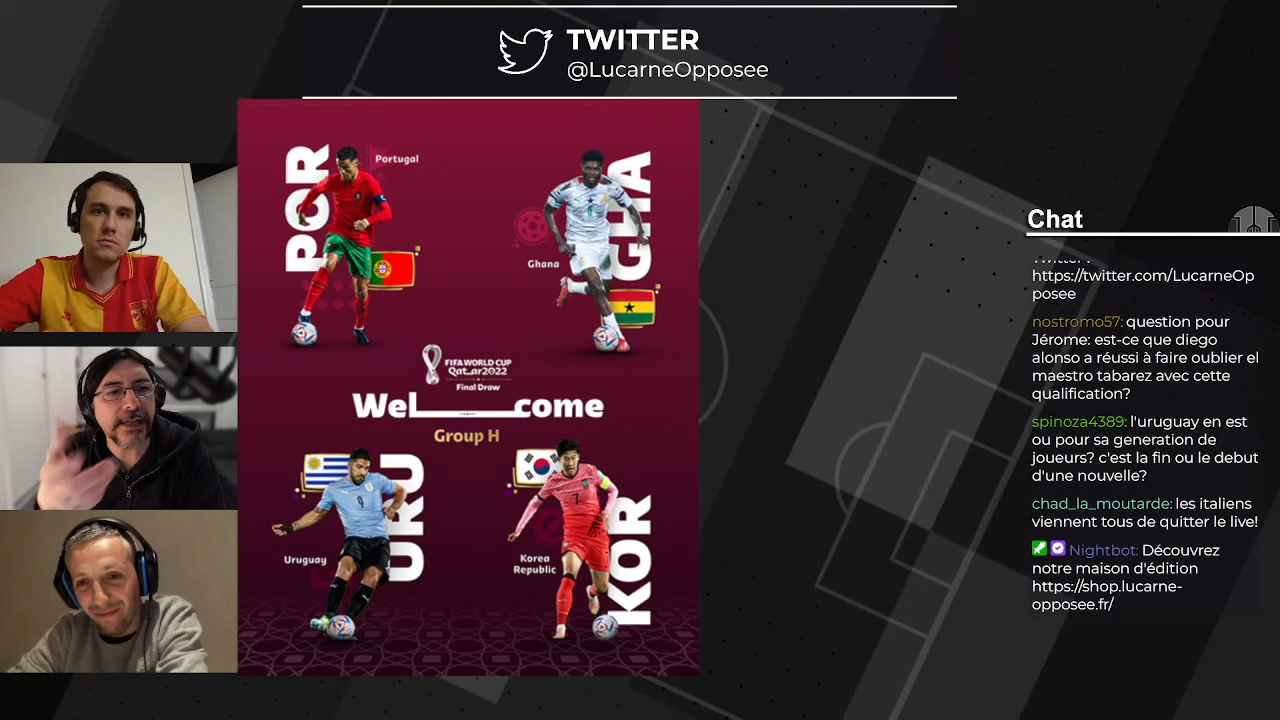 TWITTER
@LucarneOpposee
POR
Portugal
GHA
Ghana
FIFA WORLD CUP
Qatar2022
Final Draw
Welcome
Group H
URU
9
Uruguay
KOR
7
Korea
Republic
Chat
https://twitter.com/LucarneOp
posee
nostromo57: question pour
Jérome: est-ce que diego
alonso a réussi à faire oublier el
maestro tabarez avec cette
qualification?
spinoza4389: l'uruguay en est
ou pour sa generation de
joueurs? c'est la fin ou le debut
d'une nouvelle?
chad_la_moutarde: les italiens
viennent tous de quitter le live!
Nightbot: Découvrez
notre maison d'édition
https://shop.lucarne-
opposee.fr/